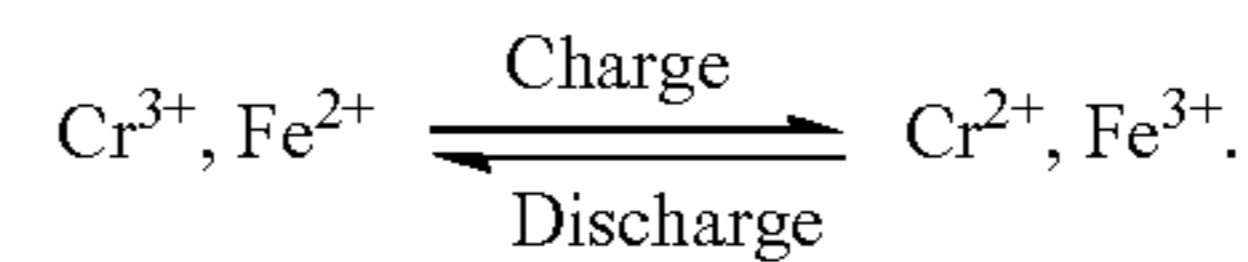 Charge
Cr³⁺, Fe²⁺ ⇌ Cr²⁺, Fe³⁺.
Discharge